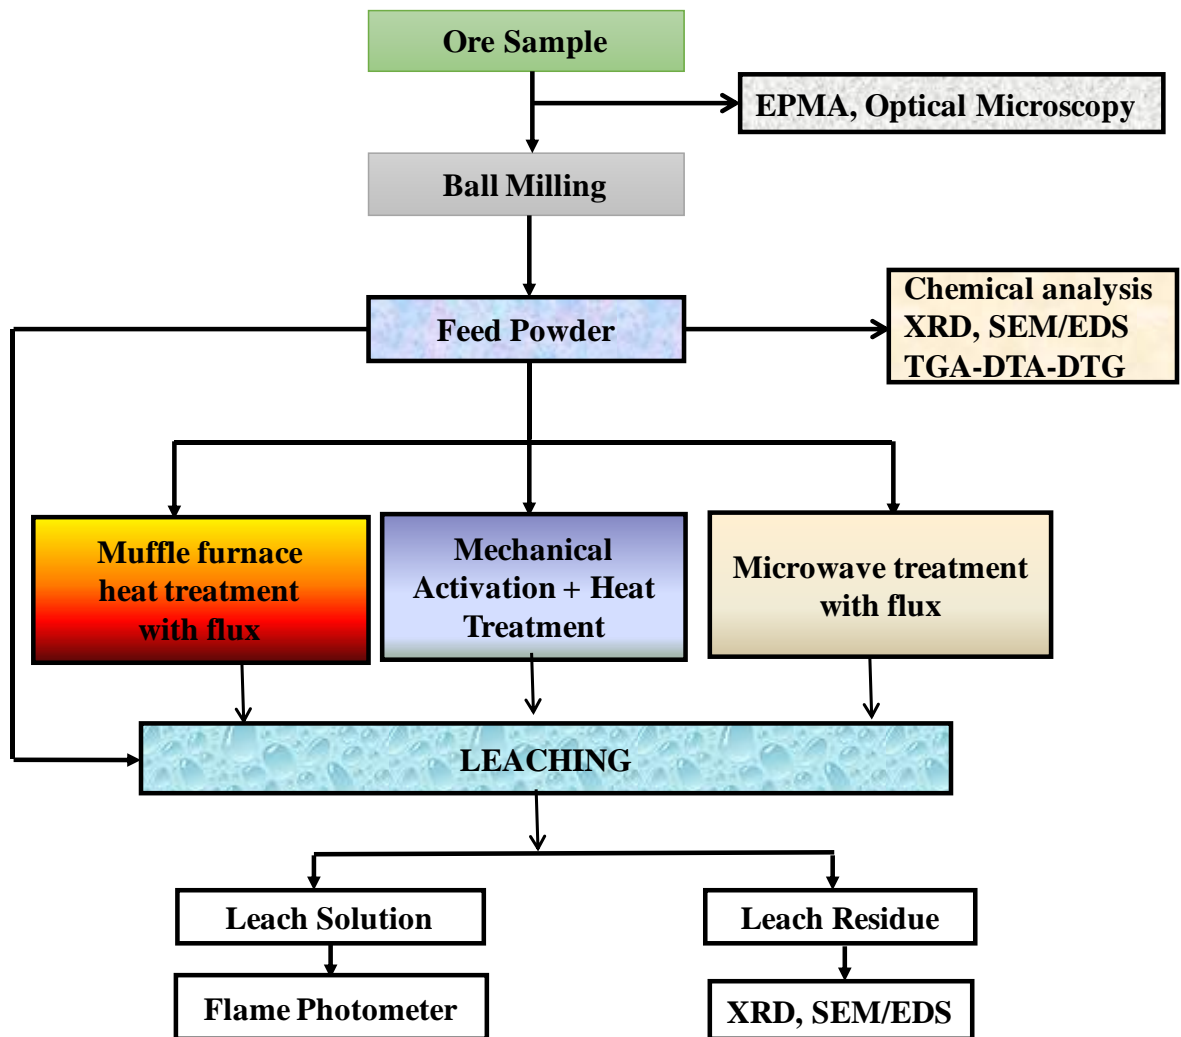 Ore Sample
EPMA, Optical Microscopy
Ball Milling
Feed Powder
Chemical analysis
XRD, SEM/EDS
TGA-DTA-DTG
Muffle furnace
heat treatment
with flux
Mechanical
Activation + Heat
Treatment
Microwave treatment
with flux
LEACHING
Leach Solution
Leach Residue
Flame Photometer
XRD, SEM/EDS